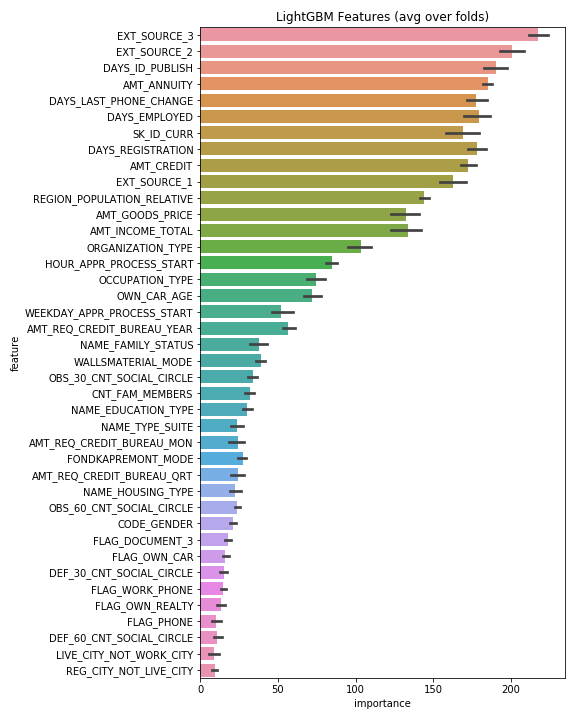 LightGBM Features (avg over folds)
EXT_SOURCE_3
EXT_SOURCE_2
DAYS_ID_PUBLISH
AMT_ANNUITY
DAYS_LAST_PHONE_CHANGE
DAYS_EMPLOYED
SK_ID_CURR
DAYS_REGISTRATION
AMT_CREDIT
EXT_SOURCE_1
REGION_POPULATION_RELATIVE
AMT_GOODS_PRICE
AMT_INCOME_TOTAL
ORGANIZATION_TYPE
HOUR_APPR_PROCESS_START
OCCUPATION_TYPE
OWN_CAR_AGE
WEEKDAY_APPR_PROCESS_START
AMT_REQ_CREDIT_BUREAU_YEAR
NAME_FAMILY_STATUS
WALLSMATERIAL_MODE
OBS_30_CNT_SOCIAL_CIRCLE
CNT_FAM_MEMBERS
NAME_EDUCATION_TYPE
NAME_TYPE_SUITE
AMT_REQ_CREDIT_BUREAU_MON
FONDKAPREMONT_MODE
AMT_REQ_CREDIT_BUREAU_QRT
NAME_HOUSING_TYPE
OBS_60_CNT_SOCIAL_CIRCLE
CODE_GENDER
FLAG_DOCUMENT_3
FLAG_OWN_CAR
DEF_30_CNT_SOCIAL_CIRCLE
FLAG_WORK_PHONE
FLAG_OWN_REALTY
FLAG_PHONE
DEF_60_CNT_SOCIAL_CIRCLE
LIVE_CITY_NOT_WORK_CITY
REG_CITY_NOT_LIVE_CITY
feature
0 50 100 150 200
importance